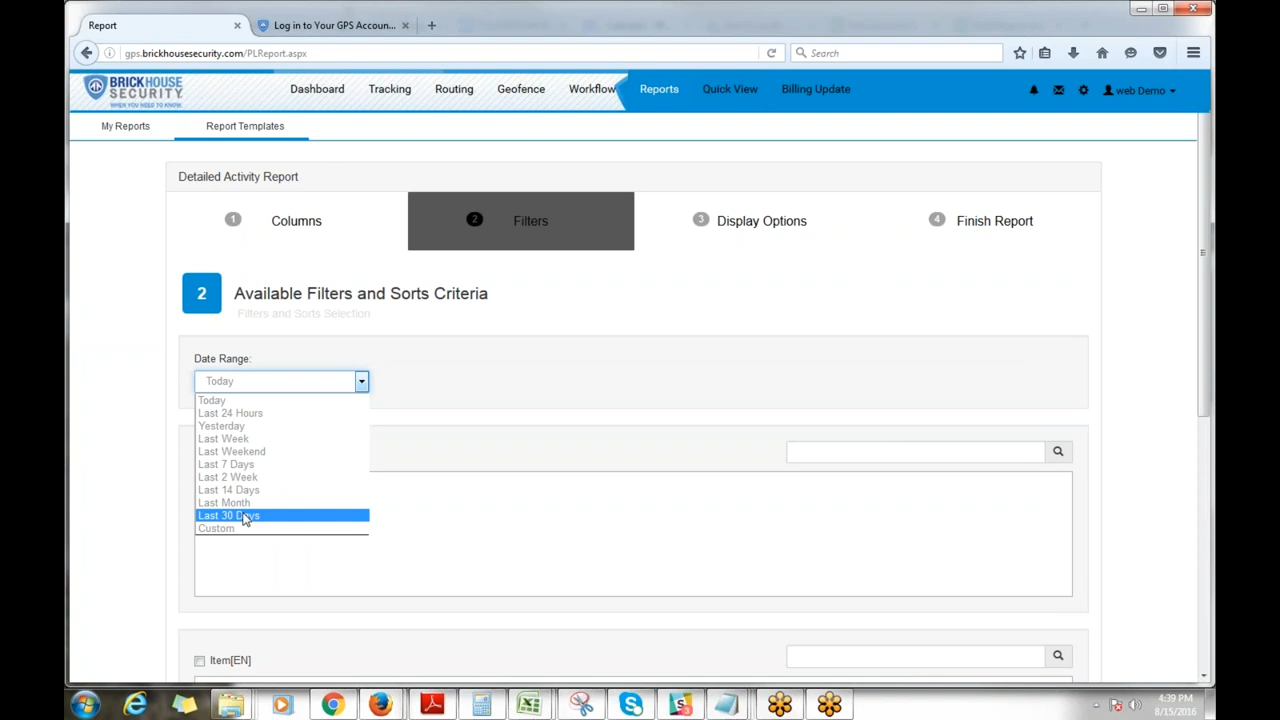 Report
Log in to Your GPS Accoun...
gps.brickhousesecurity.com/PLReport.aspx
Search
BRICKHOUSE
SECURITY
WHEN YOU NEED TO KNOW.
Dashboard
Tracking
Routing
Geofence
Workflow
Reports
Quick View
Billing Update
web Demo
My Reports
Report Templates
Detailed Activity Report
1 Columns
2 Filters
3 Display Options
4 Finish Report
2 Available Filters and Sorts Criteria
Filters and Sorts Selection
Date Range:
Today
Today
Last 24 Hours
Yesterday
Last Week
Last Weekend
Last 7 Days
Last 2 Week
Last 14 Days
Last Month
Last 30 Days
Custom
Item[EN]
4:39 PM
8/15/2016